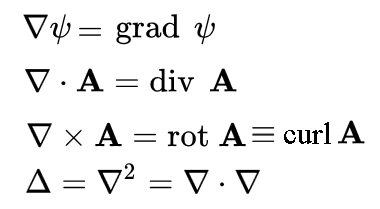 ∇ψ = grad ψ
∇ · 𝐀 = div 𝐀
∇ × 𝐀 = rot 𝐀 ≡ curl 𝐀
Δ = ∇² = ∇ · ∇